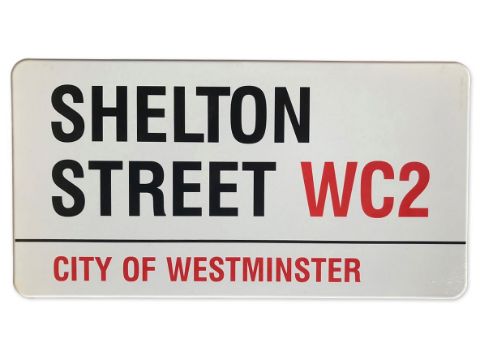 SHELTON
STREET WC2
CITY OF WESTMINSTER